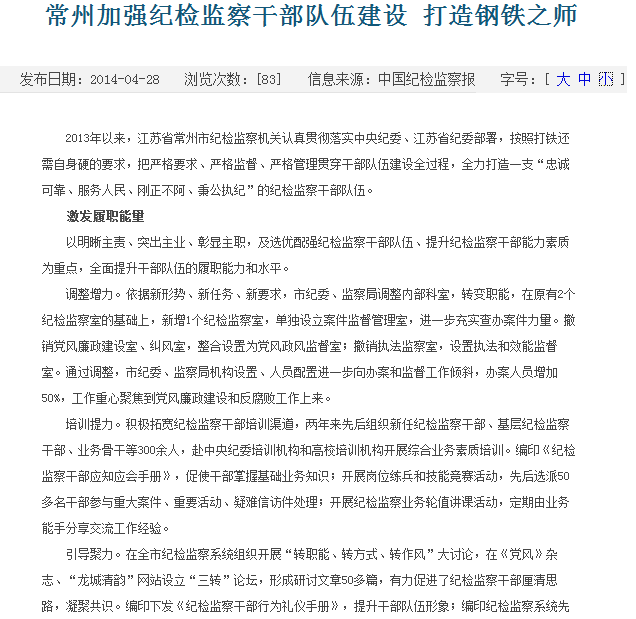 常州加强纪检监察干部队伍建设 打造钢铁之师
发布日期：2014-04-28 浏览次数：[83] 信息来源：中国纪检监察报 字号：[ 大 中 小 ]
2013年以来，江苏省常州市纪检监察机关认真贯彻落实中央纪委、江苏省纪委部署，按照打铁还
需自身硬的要求，把严格要求、严格监督、严格管理贯穿干部队伍建设全过程，全力打造一支“忠诚
可靠、服务人民、刚正不阿、秉公执纪”的纪检监察干部队伍。
激发履职能量
以明晰主责、突出主业、彰显主职，及选优配强纪检监察干部队伍、提升纪检监察干部能力素质
为重点，全面提升干部队伍的履职能力和水平。
调整增力。依据新形势、新任务、新要求，市纪委、监察局调整内部科室，转变职能，在原有2个
纪检监察室的基础上，新增1个纪检监察室，单独设立案件监督管理室，进一步充实查办案件力量。撤
销党风廉政建设室、纠风室，整合设置为党风政风监督室；撤销执法监察室，设置执法和效能监督
室。通过调整，市纪委、监察局机构设置、人员配置进一步向办案和监督工作倾斜，办案人员增加
50%，工作重心聚焦到党风廉政建设和反腐败工作上来。
培训提力。积极拓宽纪检监察干部培训渠道，两年来先后组织新任纪检监察干部、基层纪检监察
干部、业务骨干等300余人，赴中央纪委培训机构和高校培训机构开展综合业务素质培训。编印《纪检
监察干部应知应会手册》，促使干部掌握基础业务知识；开展岗位练兵和技能竞赛活动，先后选派50
多名干部参与重大案件、重要活动、疑难信访件处理；开展纪检监察业务轮值讲课活动，定期由业务
能手分享交流工作经验。
引导聚力。在全市纪检监察系统组织开展“转职能、转方式、转作风”大讨论，在《党风》杂
志、“龙城清韵”网站设立“三转”论坛，形成研讨文章50多篇，有力促进了纪检监察干部厘清思
路，凝聚共识。编印下发《纪检监察干部行为礼仪手册》，提升干部队伍形象；编印纪检监察系统先